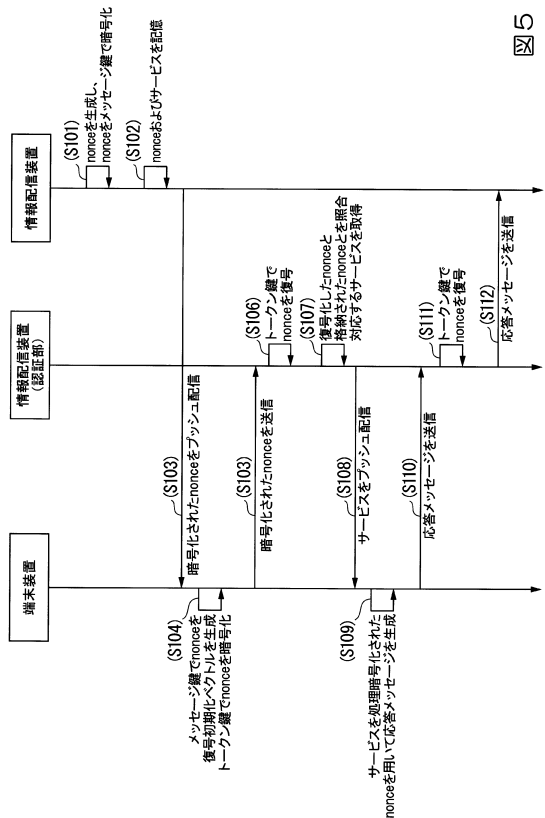 図5
端末装置
情報配信装置
(認証部)
情報配信装置
(S101)
nonceを生成し、
nonceをメッセージ鍵で暗号化
(S102)
nonceおよびサービスを記憶
(S103)
暗号化されたnonceをプッシュ配信
(S104)
メッセージ鍵でnonceを
復号初期化ベクトルを生成
トークン鍵でnonceを暗号化
(S103)
暗号化されたnonceを送信
(S106)
トークン鍵で
nonceを復号
(S107)
復号化したnonceと
格納されたnonceとを照合
対応するサービスを取得
(S108)
サービスをプッシュ配信
(S109)
サービスを処理暗号化された
nonceを用いて応答メッセージを生成
(S110)
応答メッセージを送信
(S111)
トークン鍵で
nonceを復号
(S112)
応答メッセージを送信